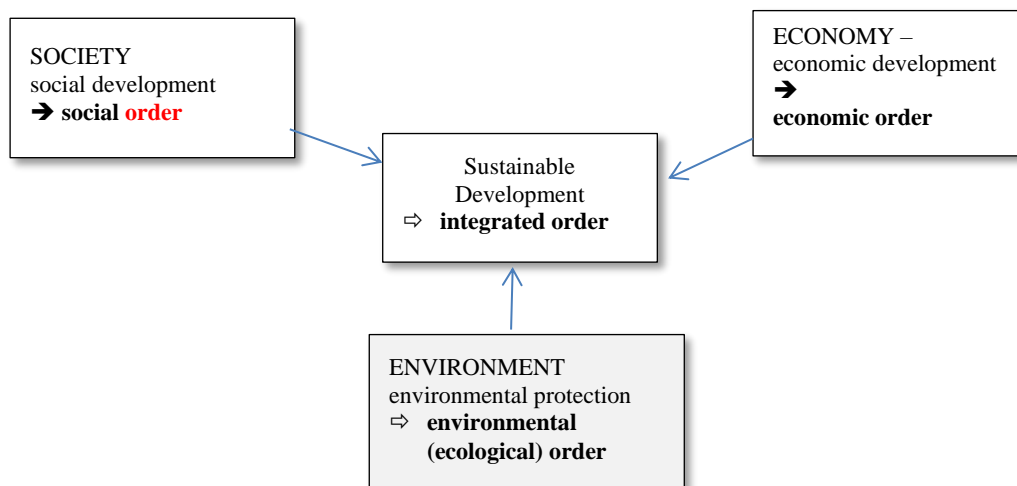 SOCIETY
social development
➔ social order
ECONOMY –
economic development
➔
economic order
Sustainable
Development
⇨ integrated order
ENVIRONMENT
environmental protection
⇨ environmental
(ecological) order